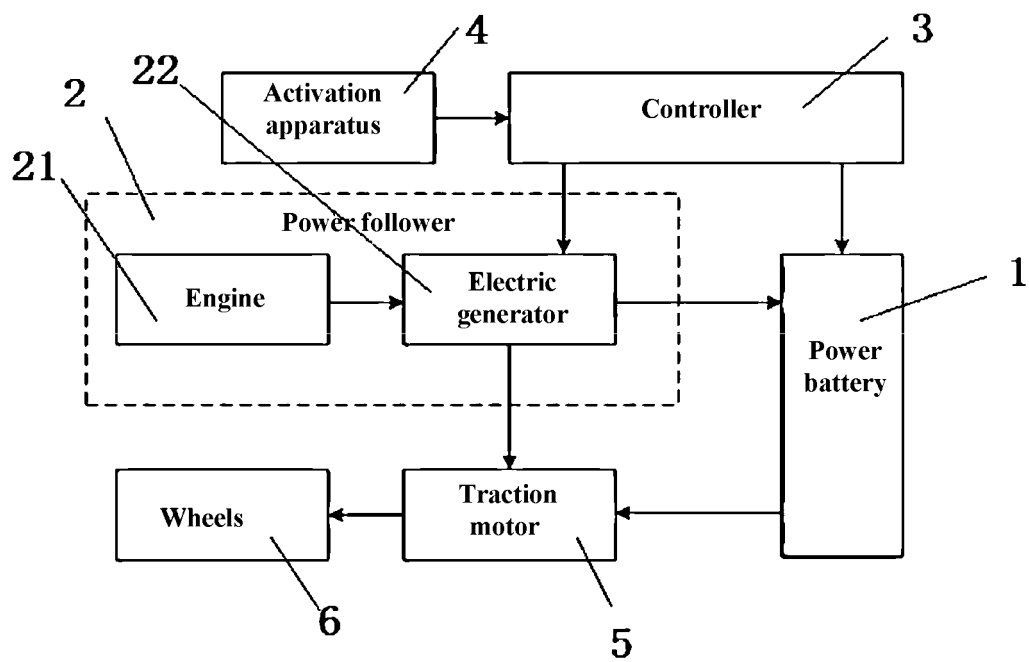 4
3
22
2
Activation
apparatus
Controller
21
Power follower
1
Engine
Electric
generator
Power
battery
Wheels
Traction
motor
6
5